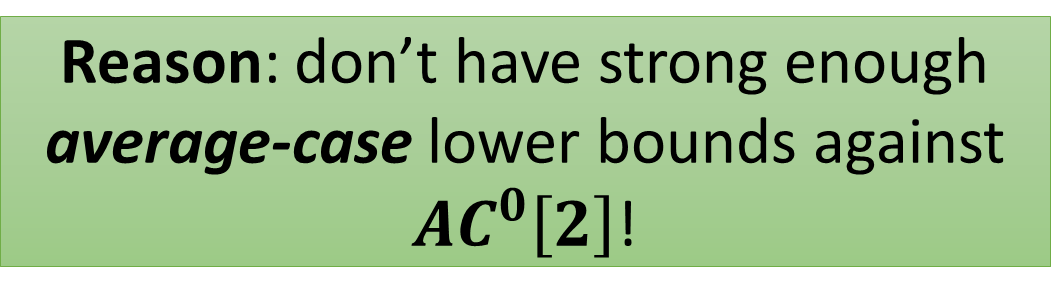 Reason: don’t have strong enough
average-case lower bounds against
AC⁰[2]!